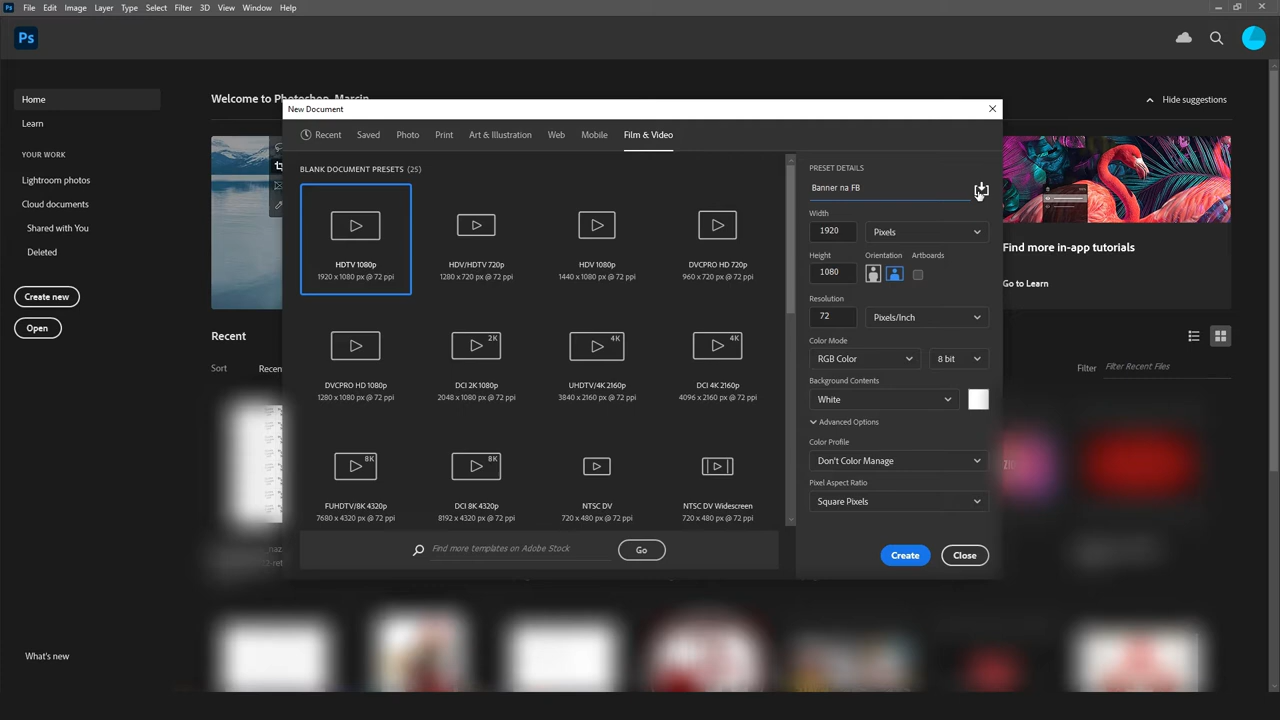 Ps File Edit Image Layer Type Select Filter 3D View Window Help
Ps
Home
Learn
YOUR WORK
Lightroom photos
Cloud documents
Shared with You
Deleted
Create new
Open
What's new
Welcome to Photoshop, Marcin
Hide suggestions
Find more in-app tutorials
Go to Learn
Recent
Sort Recen
Filter Filter Recent Files
New Document
Recent Saved Photo Print Art & Illustration Web Mobile Film & Video
BLANK DOCUMENT PRESETS (25)
HDTV 1080p HDV/HDTV 720p HDV 1080p DVCPRO HD 720p
1920 x 1080 px @ 72 ppi 1280 x 720 px @ 72 ppi 1440 x 1080 px @ 72 ppi 960 x 720 px @ 72 ppi
2K 4K 4K
DVCPRO HD 1080p DCI 2K 1080p UHDTV/4K 2160p DCI 4K 2160p
1280 x 1080 px @ 72 ppi 2048 x 1080 px @ 72 ppi 3840 x 2160 px @ 72 ppi 4096 x 2160 px @ 72 ppi
8K 8K
FUHDTV/8K 4320p DCI 8K 4320p NTSC DV NTSC DV Widescreen
7680 x 4320 px @ 72 ppi 8192 x 4320 px @ 72 ppi 720 x 480 px @ 72 ppi 720 x 480 px @ 72 ppi
Find more templates on Adobe Stock Go
PRESET DETAILS
Banner na FB
Width
1920 Pixels
Height Orientation Artboards
1080
Resolution
72 Pixels/Inch
Color Mode
RGB Color 8 bit
Background Contents
White
Advanced Options
Color Profile
Don't Color Manage
Pixel Aspect Ratio
Square Pixels
Create Close